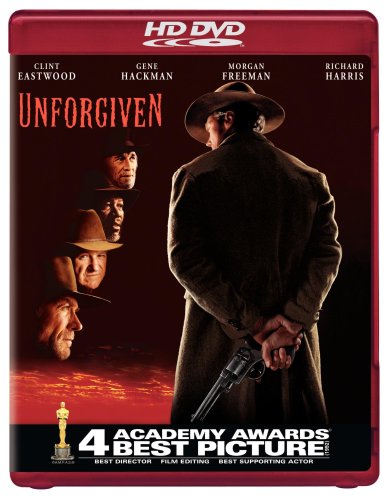 HD DVD
CLINT EASTWOOD
GENE HACKMAN
MORGAN FREEMAN
RICHARD HARRIS
UNFORGIVEN
4 ACADEMY AWARDS
BEST PICTURE
BEST DIRECTOR FILM EDITING BEST SUPPORTING ACTOR